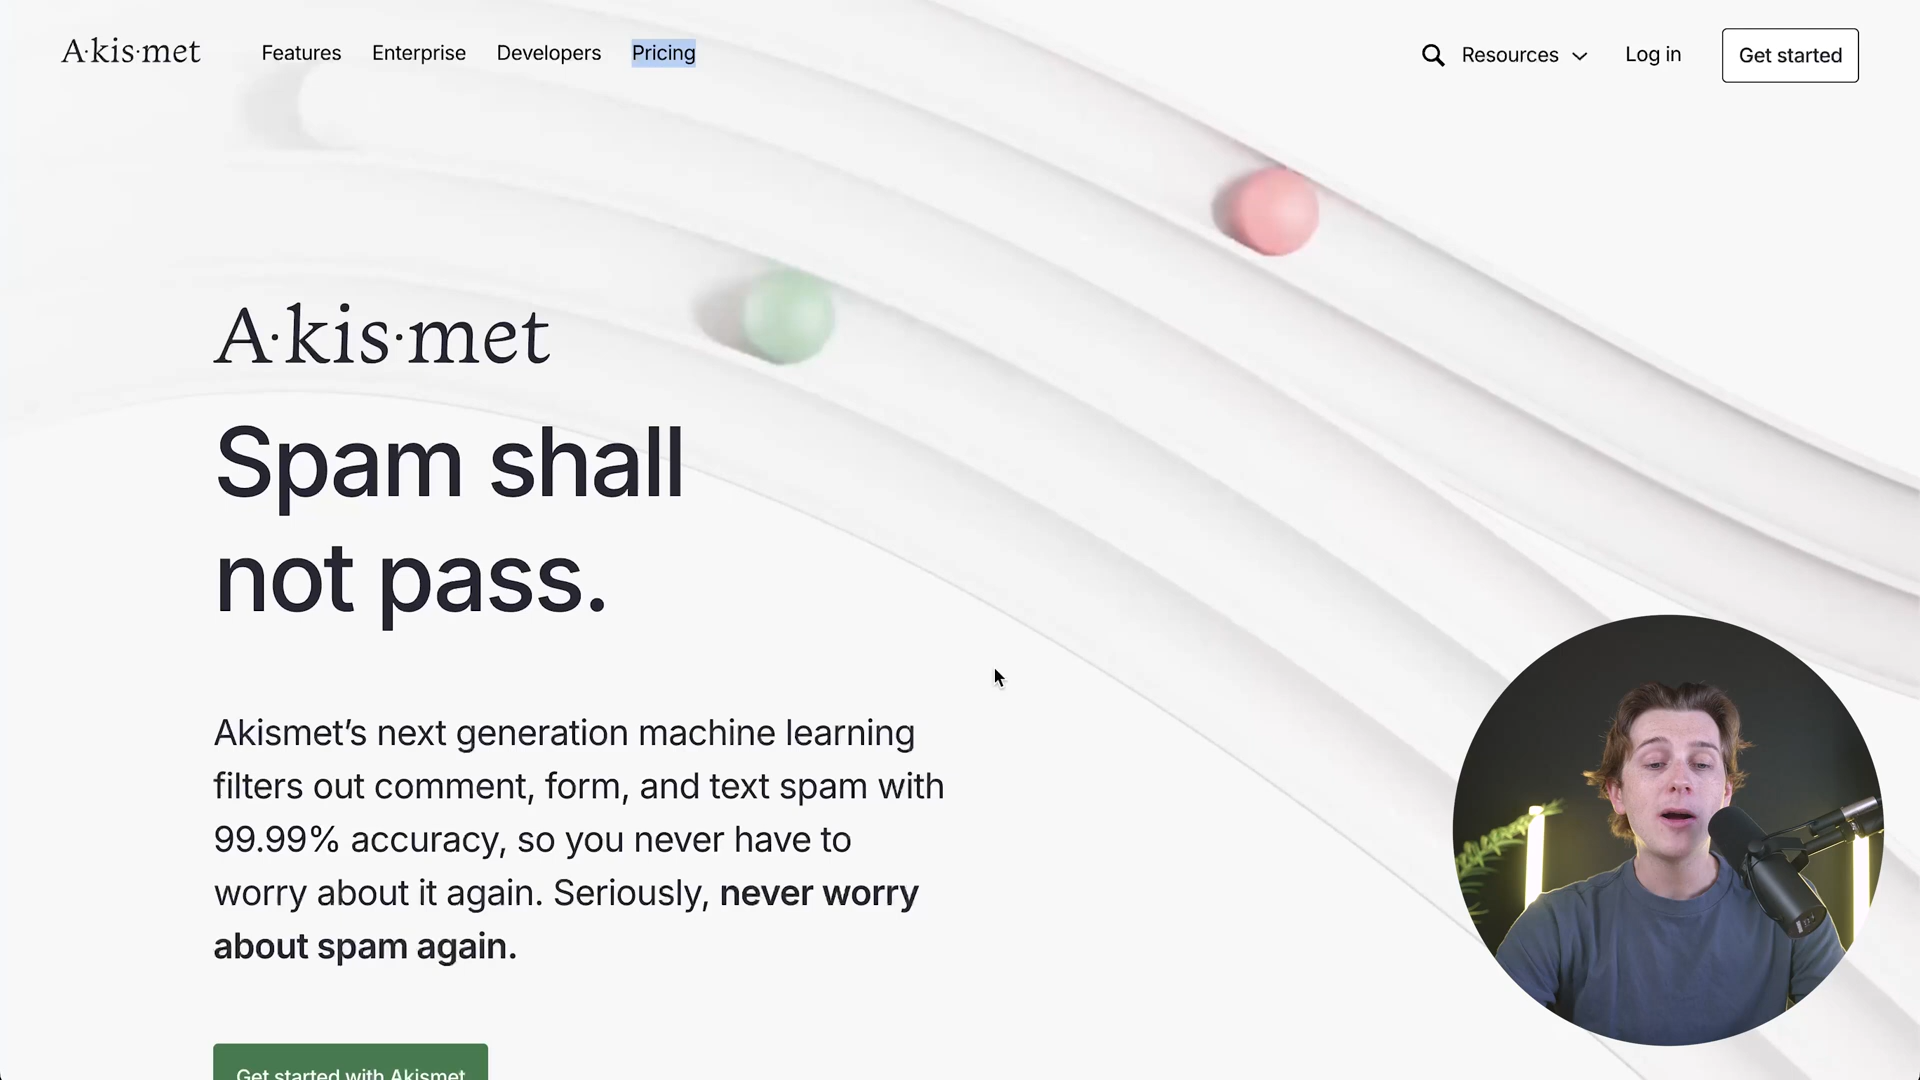 A·kis·met
Features
Enterprise
Developers
Pricing
Resources
Log in
Get started
A·kis·met
Spam shall
not pass.
Akismet’s next generation machine learning
filters out comment, form, and text spam with
99.99% accuracy, so you never have to
worry about it again. Seriously, never worry
about spam again.
Get started with Akismet